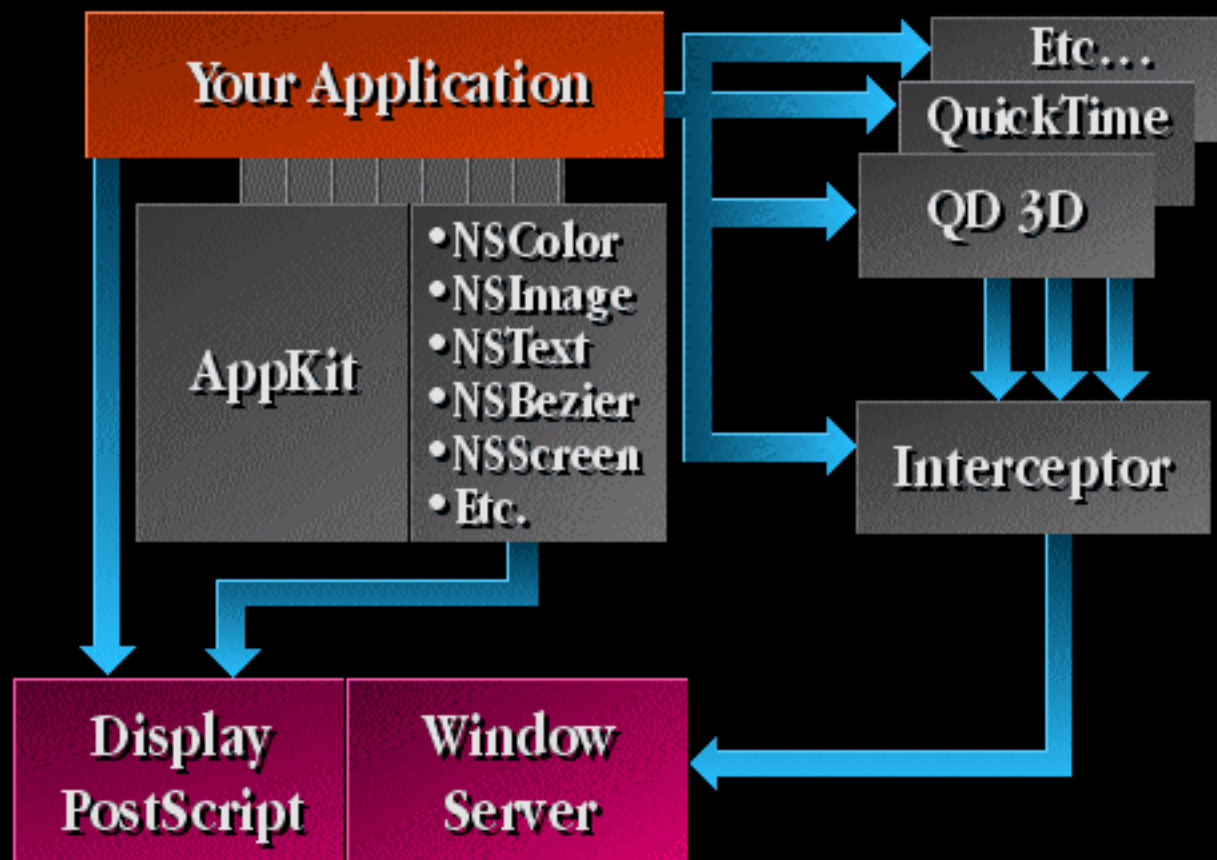 Your Application
Etc...
QuickTime
QD 3D
AppKit
•NSColor
•NSImage
•NSText
•NSBezier
•NSScreen
•Etc.
Interceptor
Display
PostScript
Window
Server